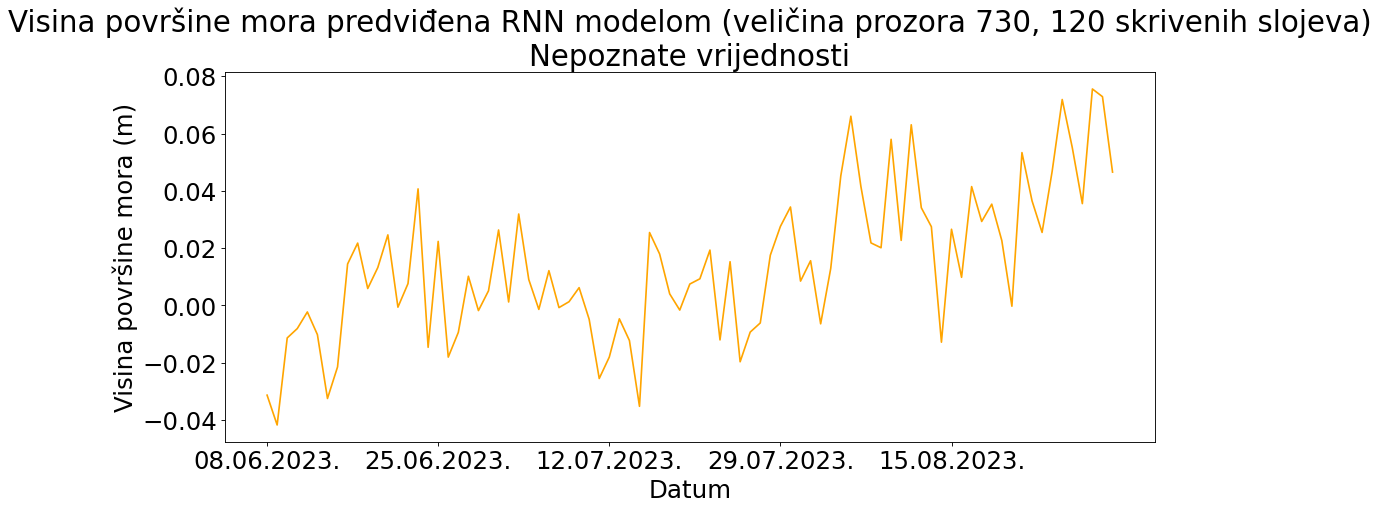 Visina površine mora predviđena RNN modelom (veličina prozora 730, 120 skrivenih slojeva)
Nepoznate vrijednosti
Visina površine mora (m)
0.08
0.06
0.04
0.02
0.00
−0.02
−0.04
08.06.2023. 25.06.2023. 12.07.2023. 29.07.2023. 15.08.2023.
Datum